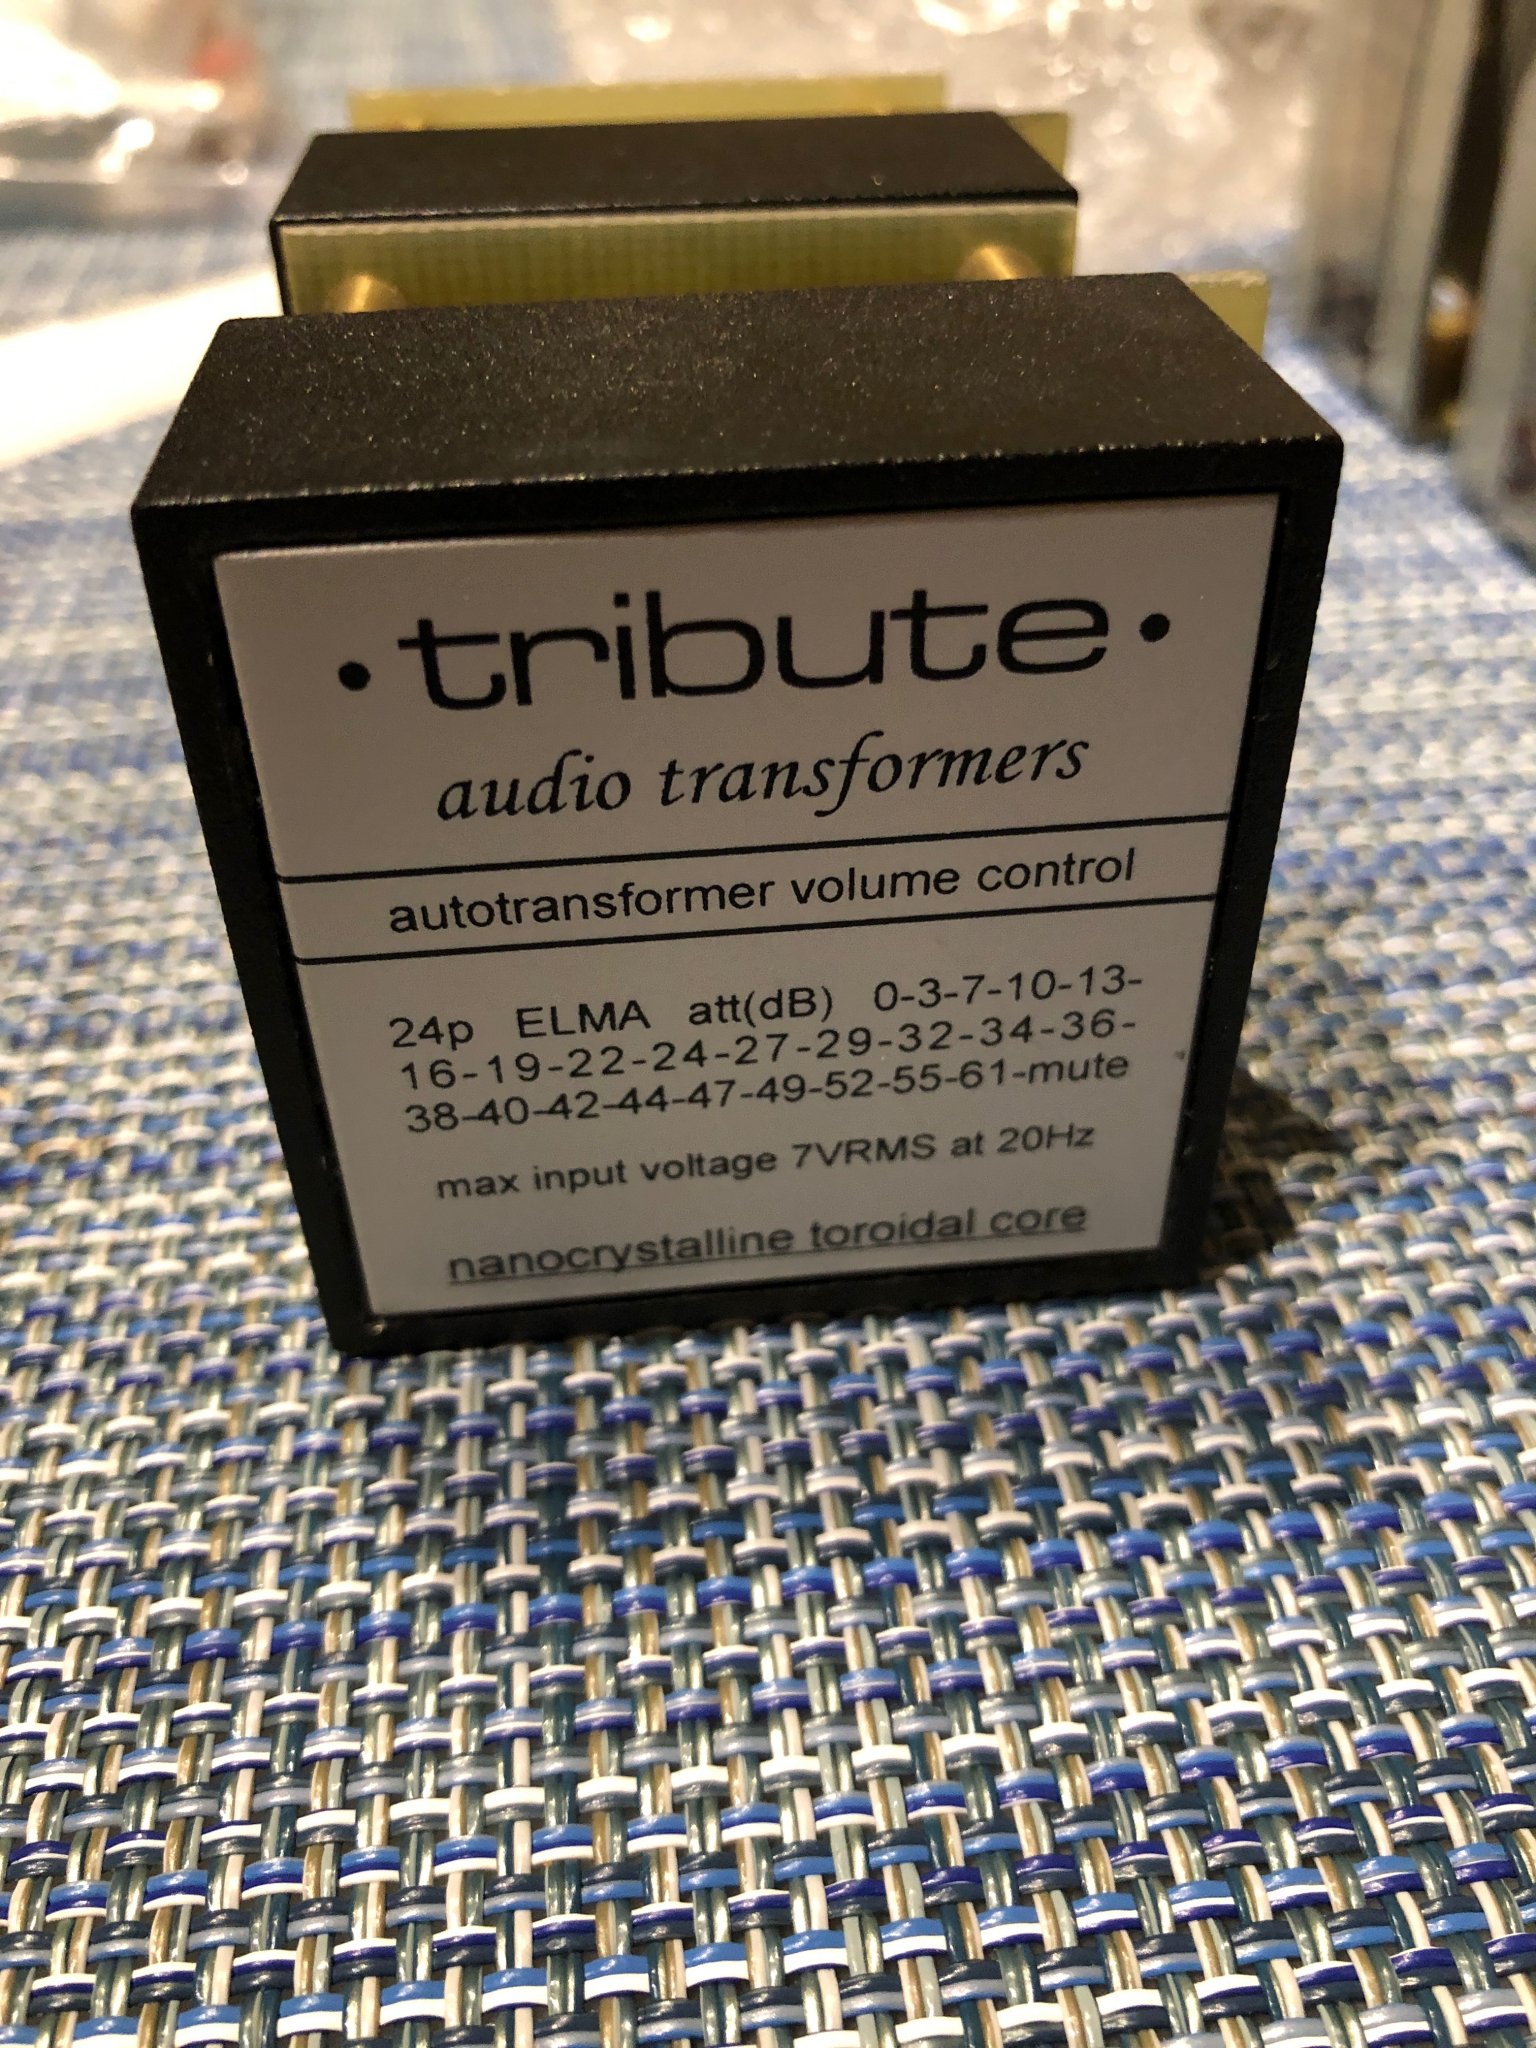 • tribute •
audio transformers
autotransformer volume control
24p ELMA att(dB) 0-3-7-10-13-
16-19-22-24-27-29-32-34-36-
38-40-42-44-47-49-52-55-61-mute
max input voltage 7VRMS at 20Hz
nanocrystalline toroidal core